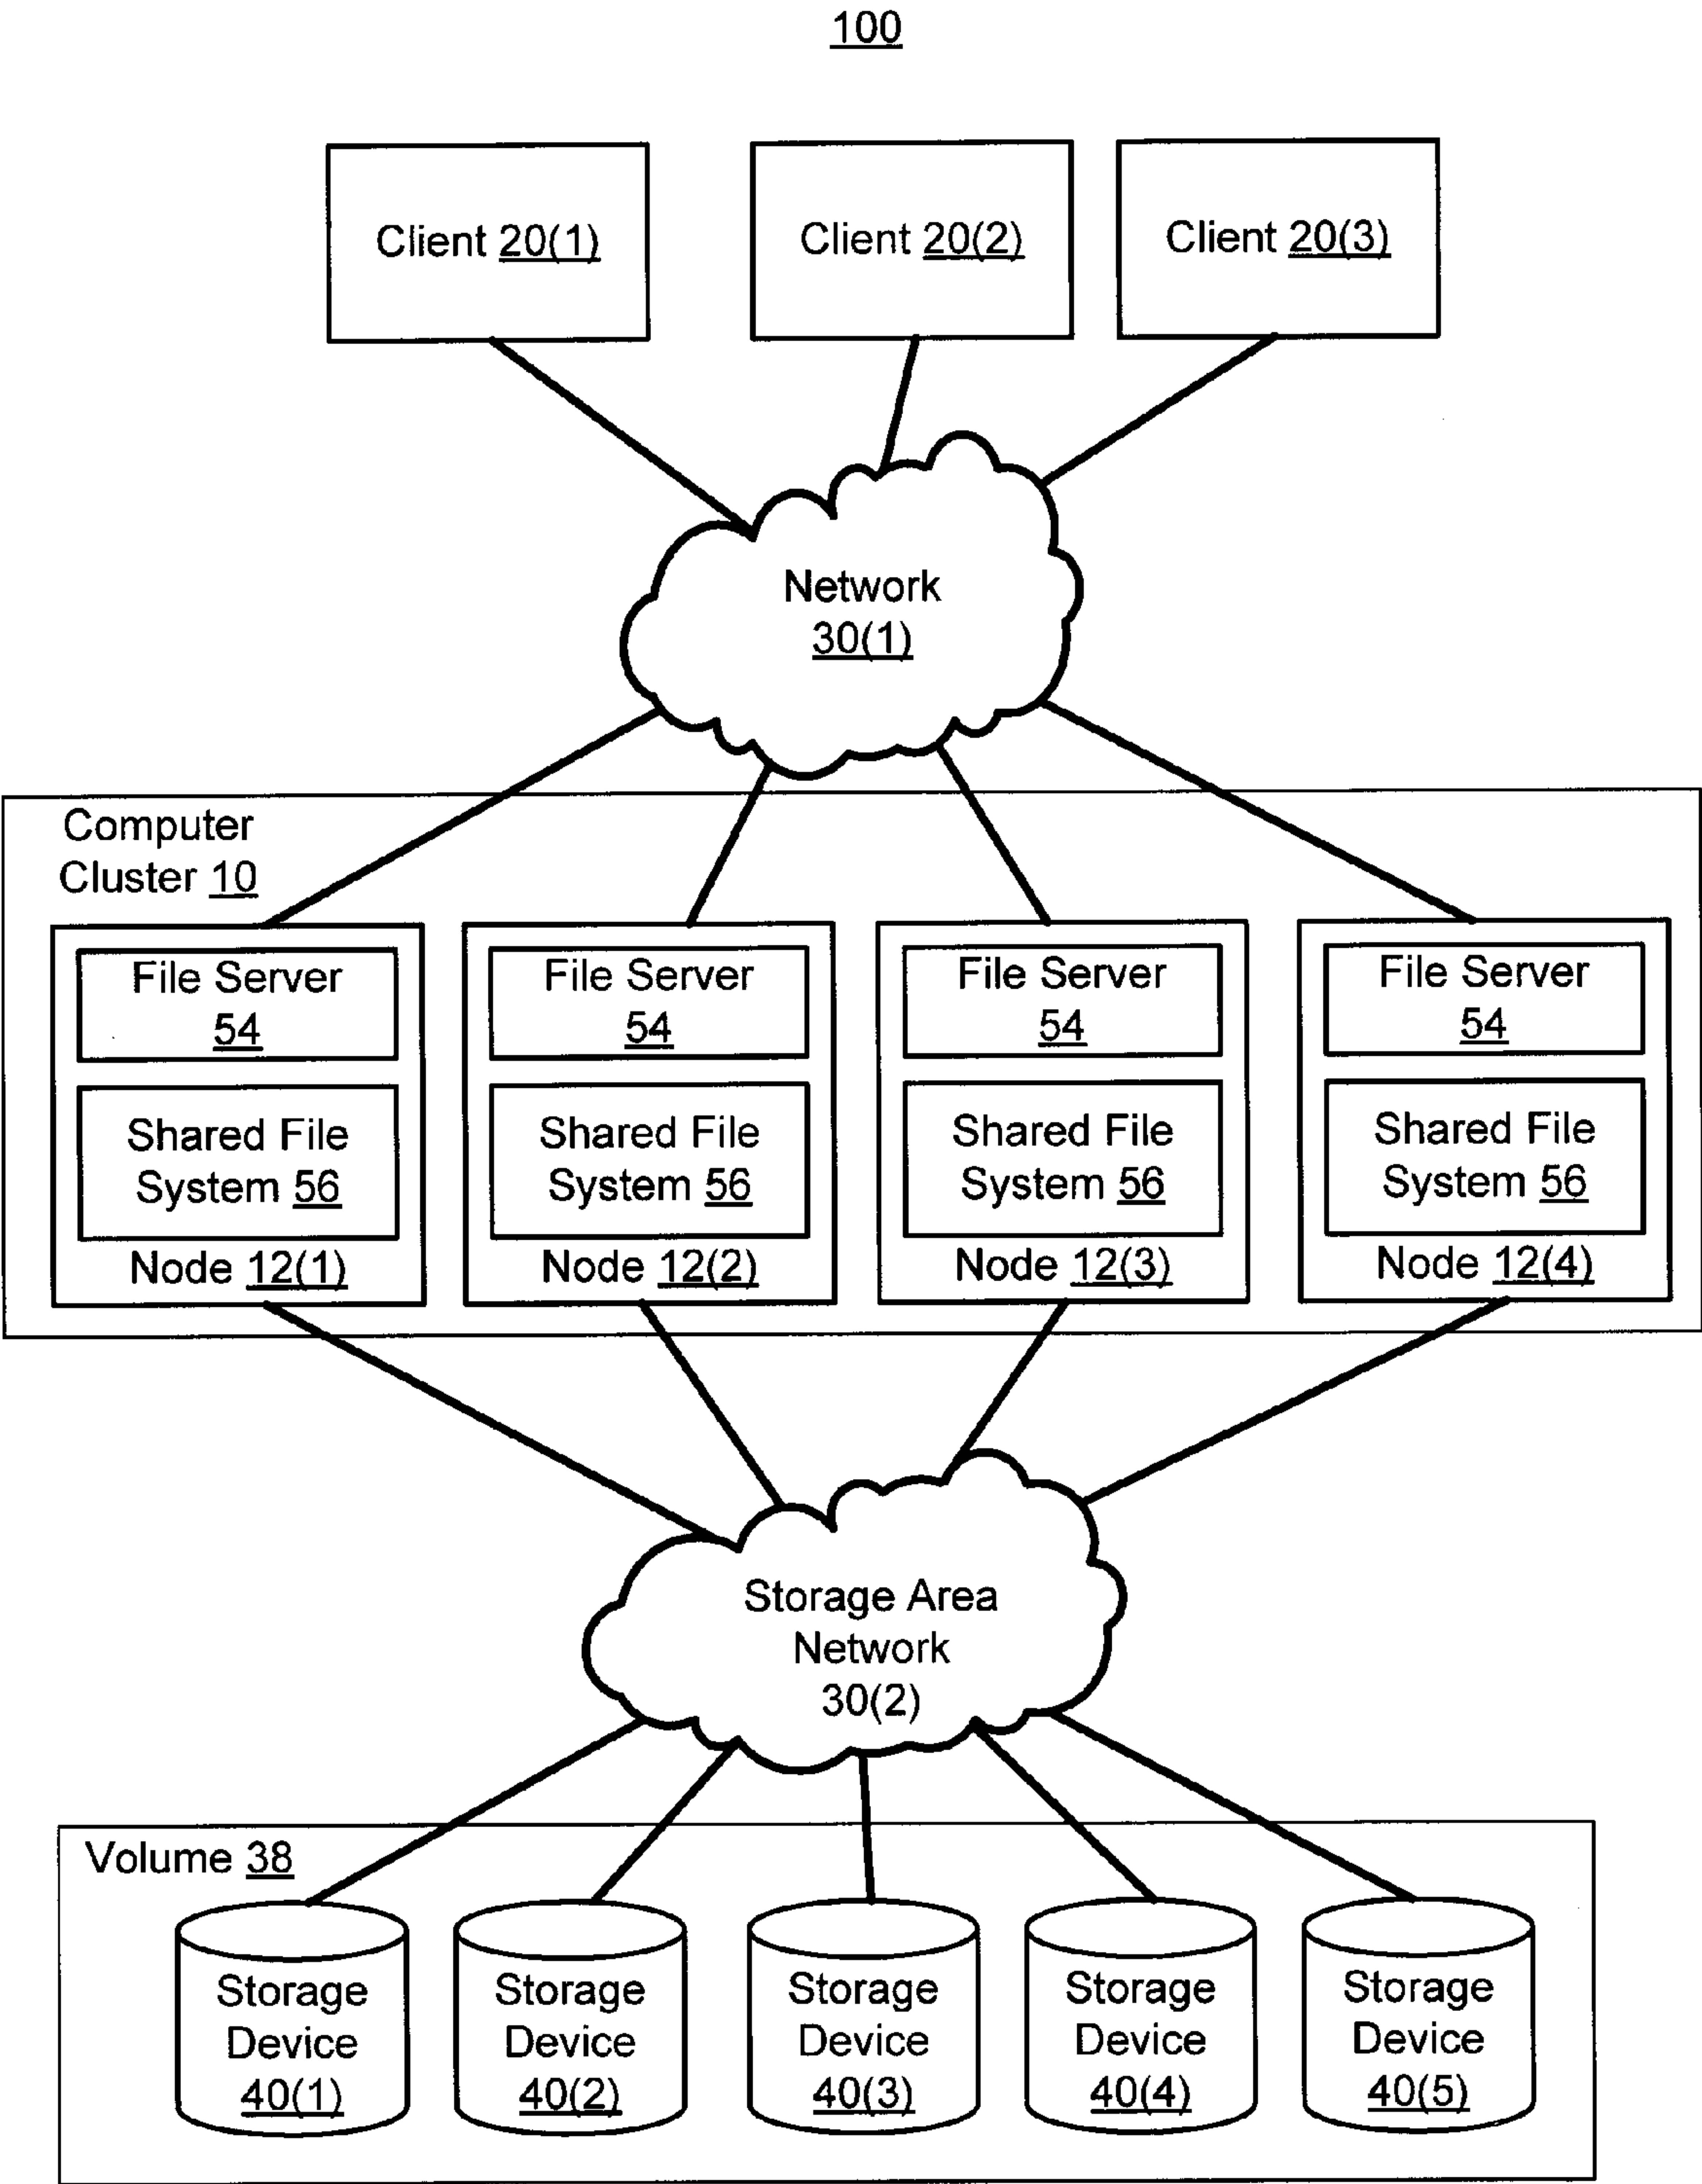 100
Client 20(1)
Client 20(2)
Client 20(3)
Network
30(1)
Computer
Cluster 10
File Server
54
Shared File
System 56
Node 12(1)
File Server
54
Shared File
System 56
Node 12(2)
File Server
54
Shared File
System 56
Node 12(3)
File Server
54
Shared File
System 56
Node 12(4)
Storage Area
Network
30(2)
Volume 38
Storage
Device
40(1)
Storage
Device
40(2)
Storage
Device
40(3)
Storage
Device
40(4)
Storage
Device
40(5)